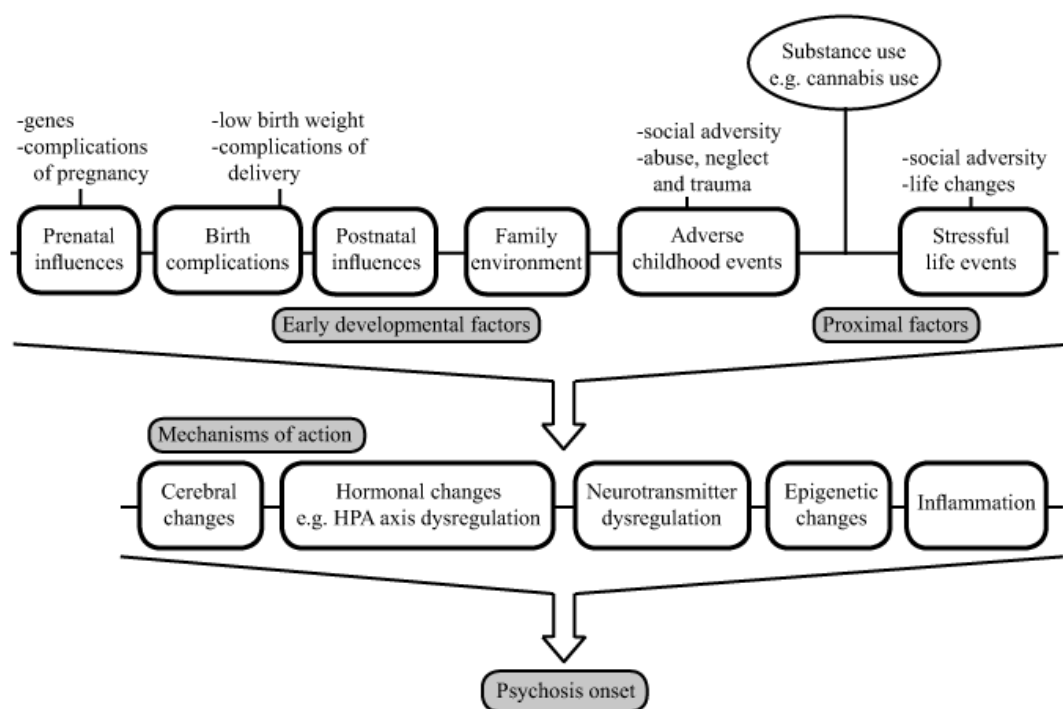 Substance use
e.g. cannabis use
-genes
-complications
of pregnancy
-low birth weight
-complications of
delivery
-social adversity
-abuse, neglect
and trauma
-social adversity
-life changes
Prenatal
influences
Birth
complications
Postnatal
influences
Family
environment
Adverse
childhood events
Stressful
life events
Early developmental factors
Proximal factors
Mechanisms of action
Cerebral
changes
Hormonal changes
e.g. HPA axis dysregulation
Neurotransmitter
dysregulation
Epigenetic
changes
Inflammation
Psychosis onset